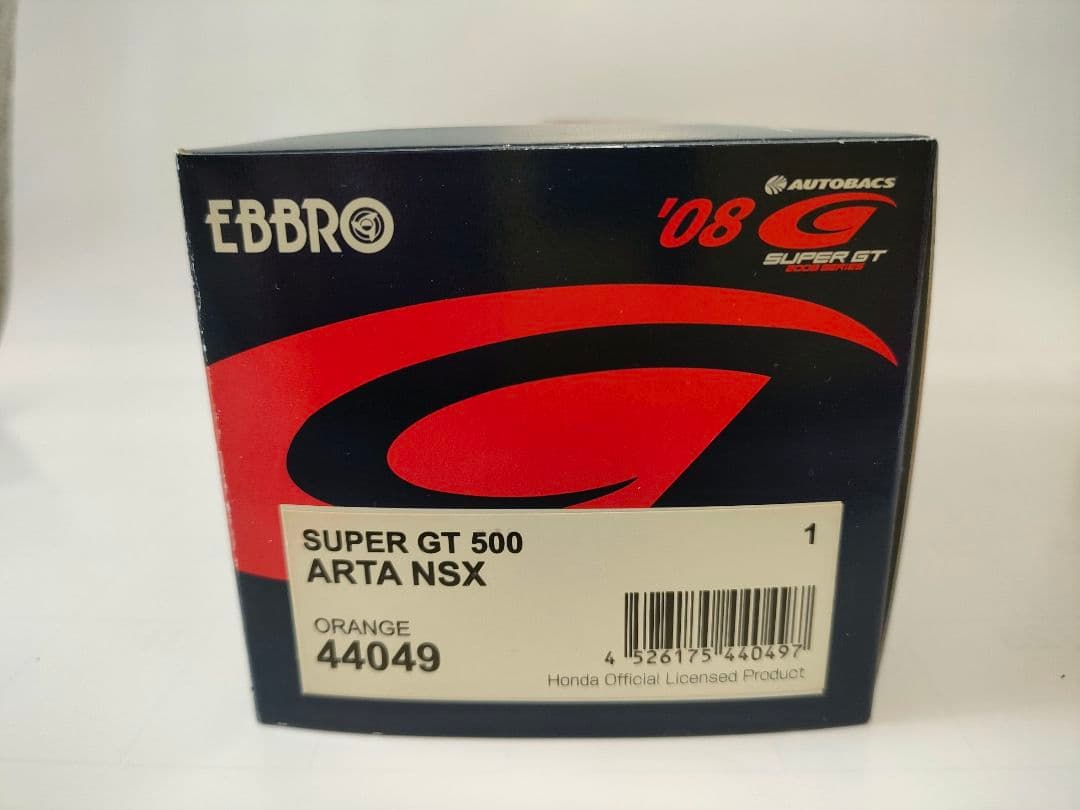 EBBRO
'08
AUTOBACS
SUPER GT
2008 SERIES
SUPER GT 500
1
ARTA NSX
ORANGE
44049
4 526175 440497
Honda Official Licensed Product